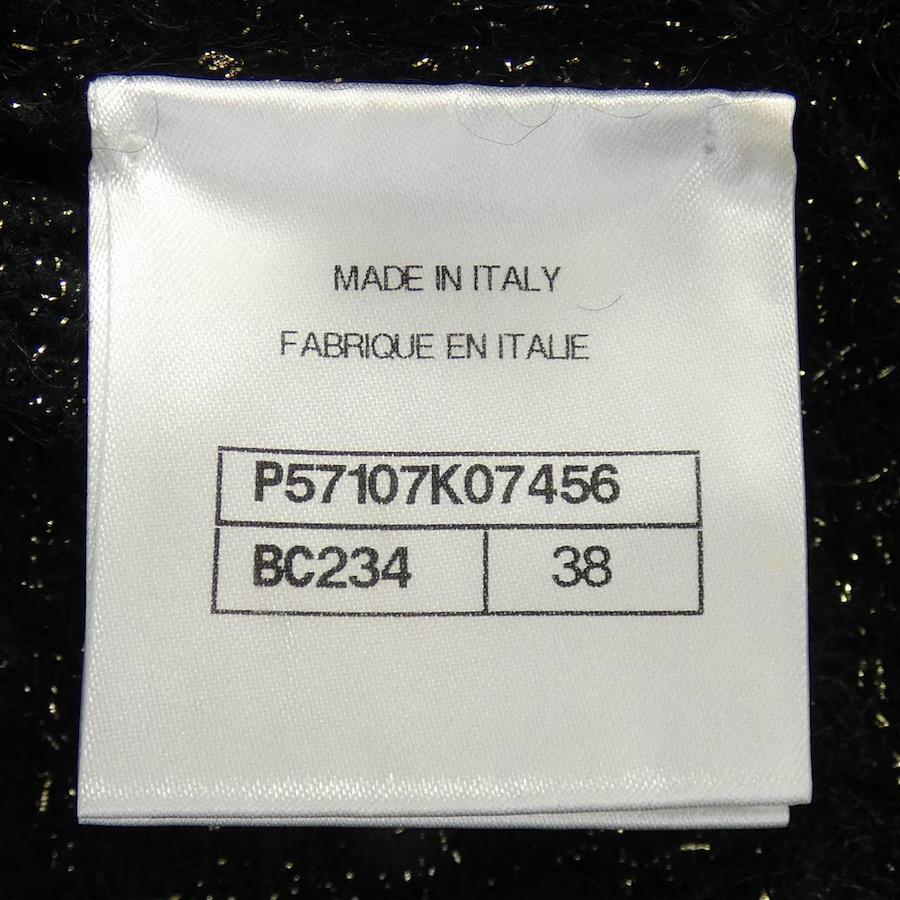 MADE IN ITALY
FABRIQUE EN ITALIE
P57107K07456
BC234 38